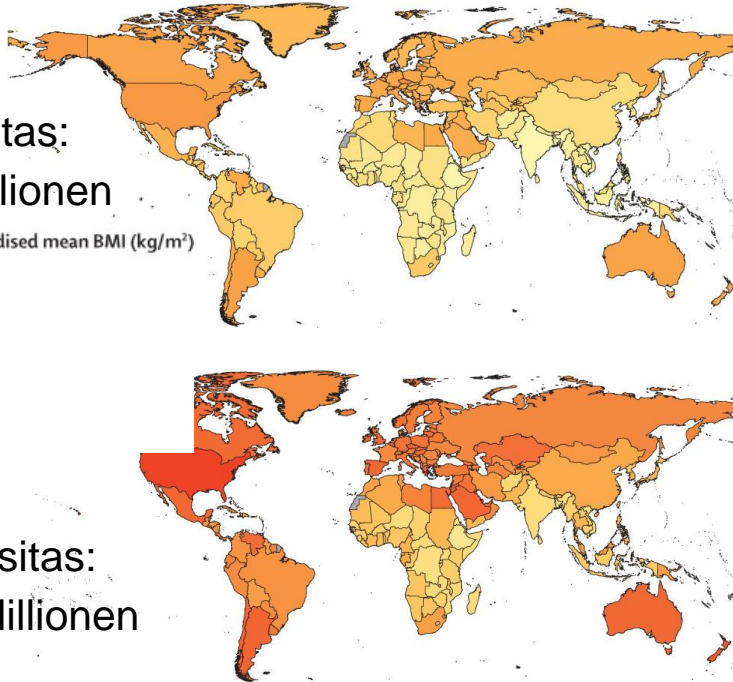 tas:
lionen
dised mean BMI (kg/m²)
sitas:
Millionen